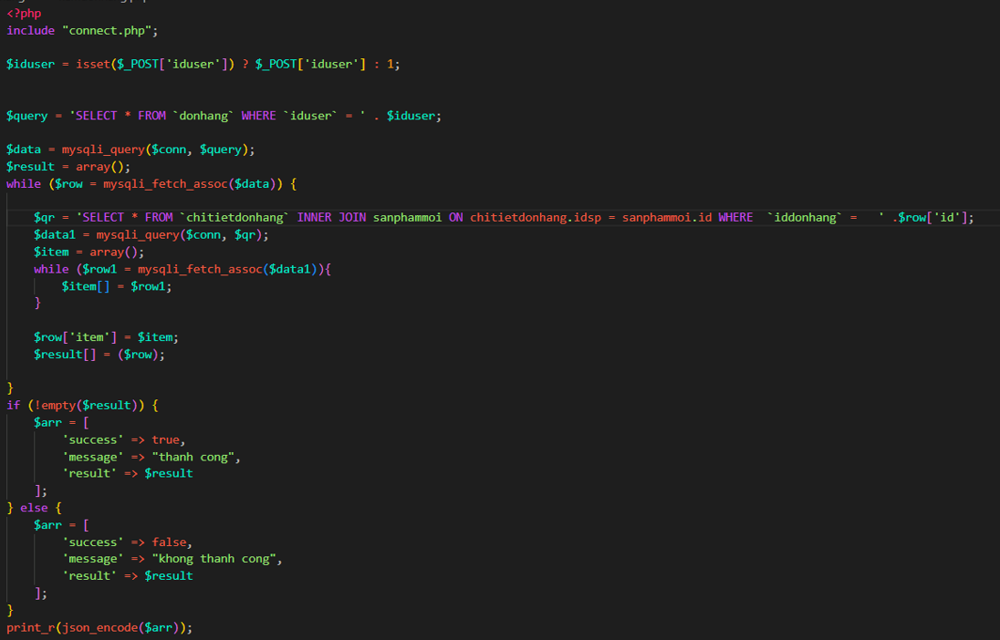 <?php
include "connect.php";
$iduser = isset($_POST['iduser']) ? $_POST['iduser'] : 1;
$query = 'SELECT * FROM `donhang` WHERE `iduser` = ' . $iduser;
$data = mysqli_query($conn, $query);
$result = array();
while ($row = mysqli_fetch_assoc($data)) {
$qr = 'SELECT * FROM `chitietdonhang` INNER JOIN sanphammoi ON chitietdonhang.idsp = sanphammoi.id WHERE  `iddonhang` =   ' .$row['id'];
$data1 = mysqli_query($conn, $qr);
$item = array();
while ($row1 = mysqli_fetch_assoc($data1)){
$item[] = $row1;
}
$row['item'] = $item;
$result[] = ($row);
}
if (!empty($result)) {
$arr = [
'success' => true,
'message' => "thanh cong",
'result' => $result
];
} else {
$arr = [
'success' => false,
'message' => "khong thanh cong",
'result' => $result
];
}
print_r(json_encode($arr));